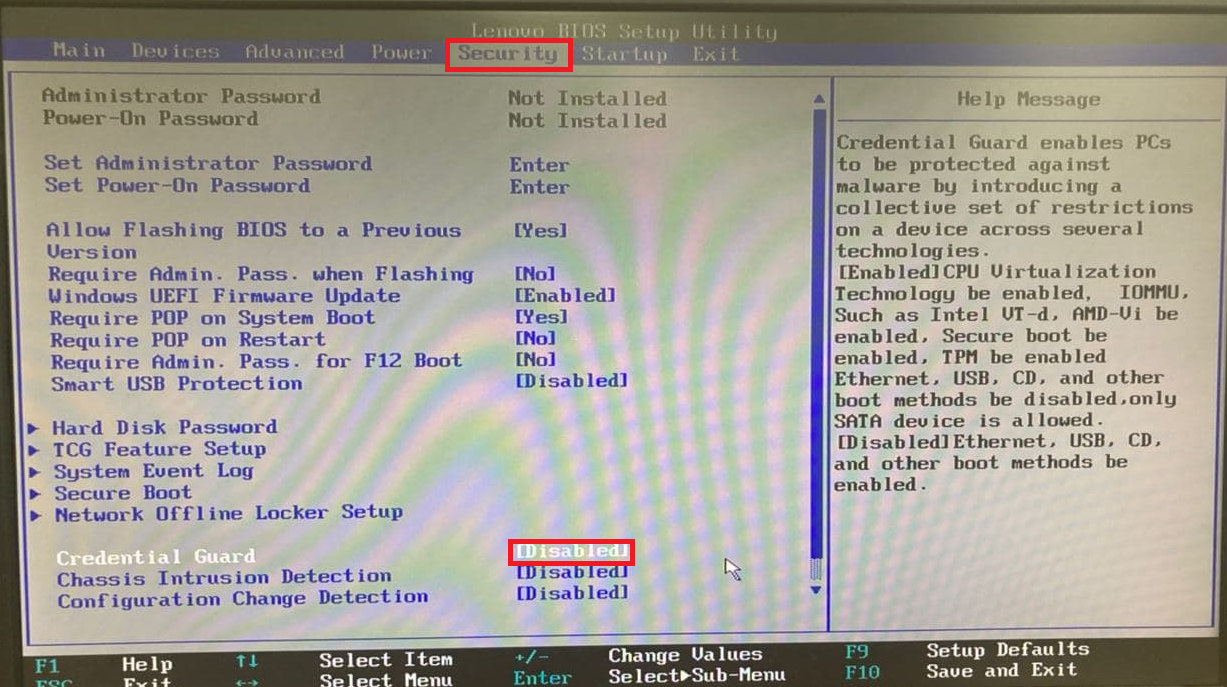 Lenovo BIOS Setup Utility
Main Devices Advanced Power Security Startup Exit
Administrator Password Not Installed
Power-On Password Not Installed
Set Administrator Password Enter
Set Power-On Password Enter
Allow Flashing BIOS to a Previous [Yes]
Version
Require Admin. Pass. when Flashing [No]
Windows UEFI Firmware Update [Enabled]
Require POP on System Boot [Yes]
Require POP on Restart [No]
Require Admin. Pass. for F12 Boot [No]
Smart USB Protection [Disabled]
Hard Disk Password
TCG Feature Setup
System Event Log
Secure Boot
Network Offline Locker Setup
Credential Guard [Disabled]
Chassis Intrusion Detection [Disabled]
Configuration Change Detection [Disabled]
Help Message
Credential Guard enables PCs
to be protected against
malware by introducing a
collective set of restrictions
on a device across several
technologies.
[Enabled]CPU Virtualization
Technology be enabled, IOMMU,
Such as Intel VT-d, AMD-Vi be
enabled, Secure boot be
enabled, TPM be enabled
Ethernet, USB, CD, and other
boot methods be disabled,only
SATA device is allowed.
[Disabled]Ethernet, USB, CD,
and other boot methods be
enabled.
F1 Help ↑↓ Select Item +/- Change Values F9 Setup Defaults
ESC Exit ←→ Select Menu Enter Select▶Sub-Menu F10 Save and Exit